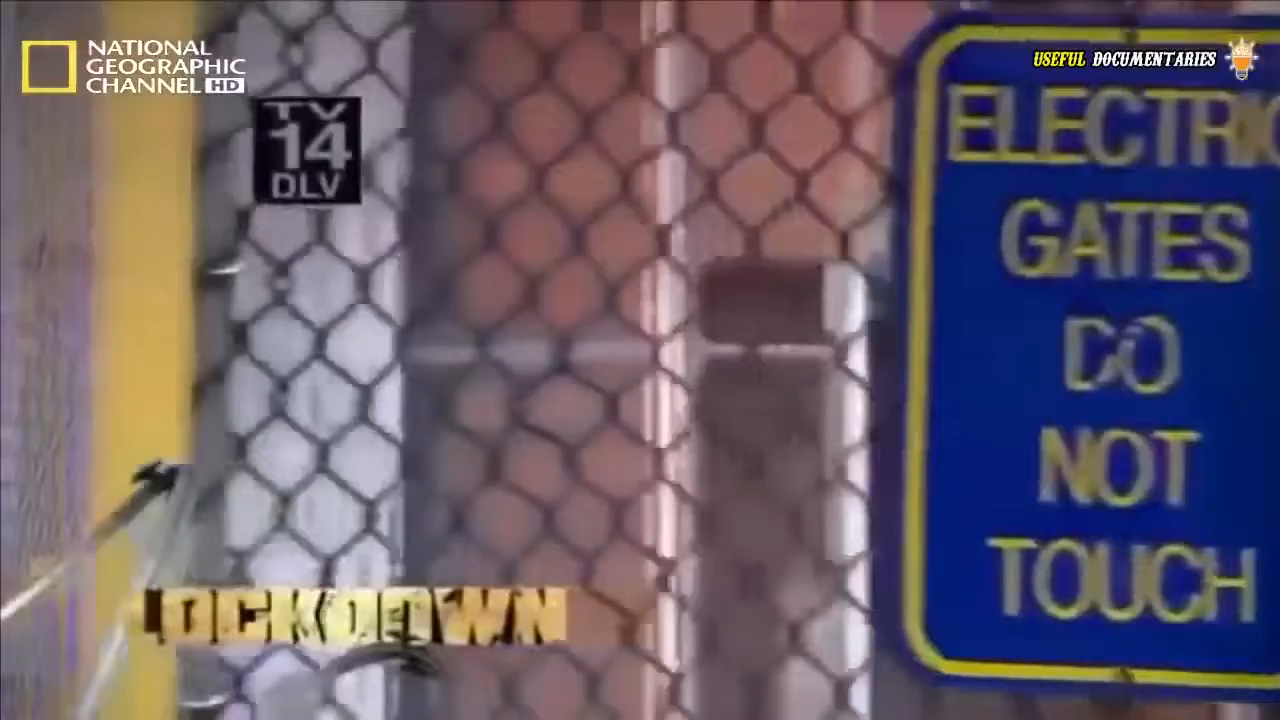 NATIONAL
GEOGRAPHIC
CHANNEL HD
USEFUL DOCUMENTARIES
TV
14
DLV
ELECTRIC
GATES
DO
NOT
TOUCH
LOCKDOWN